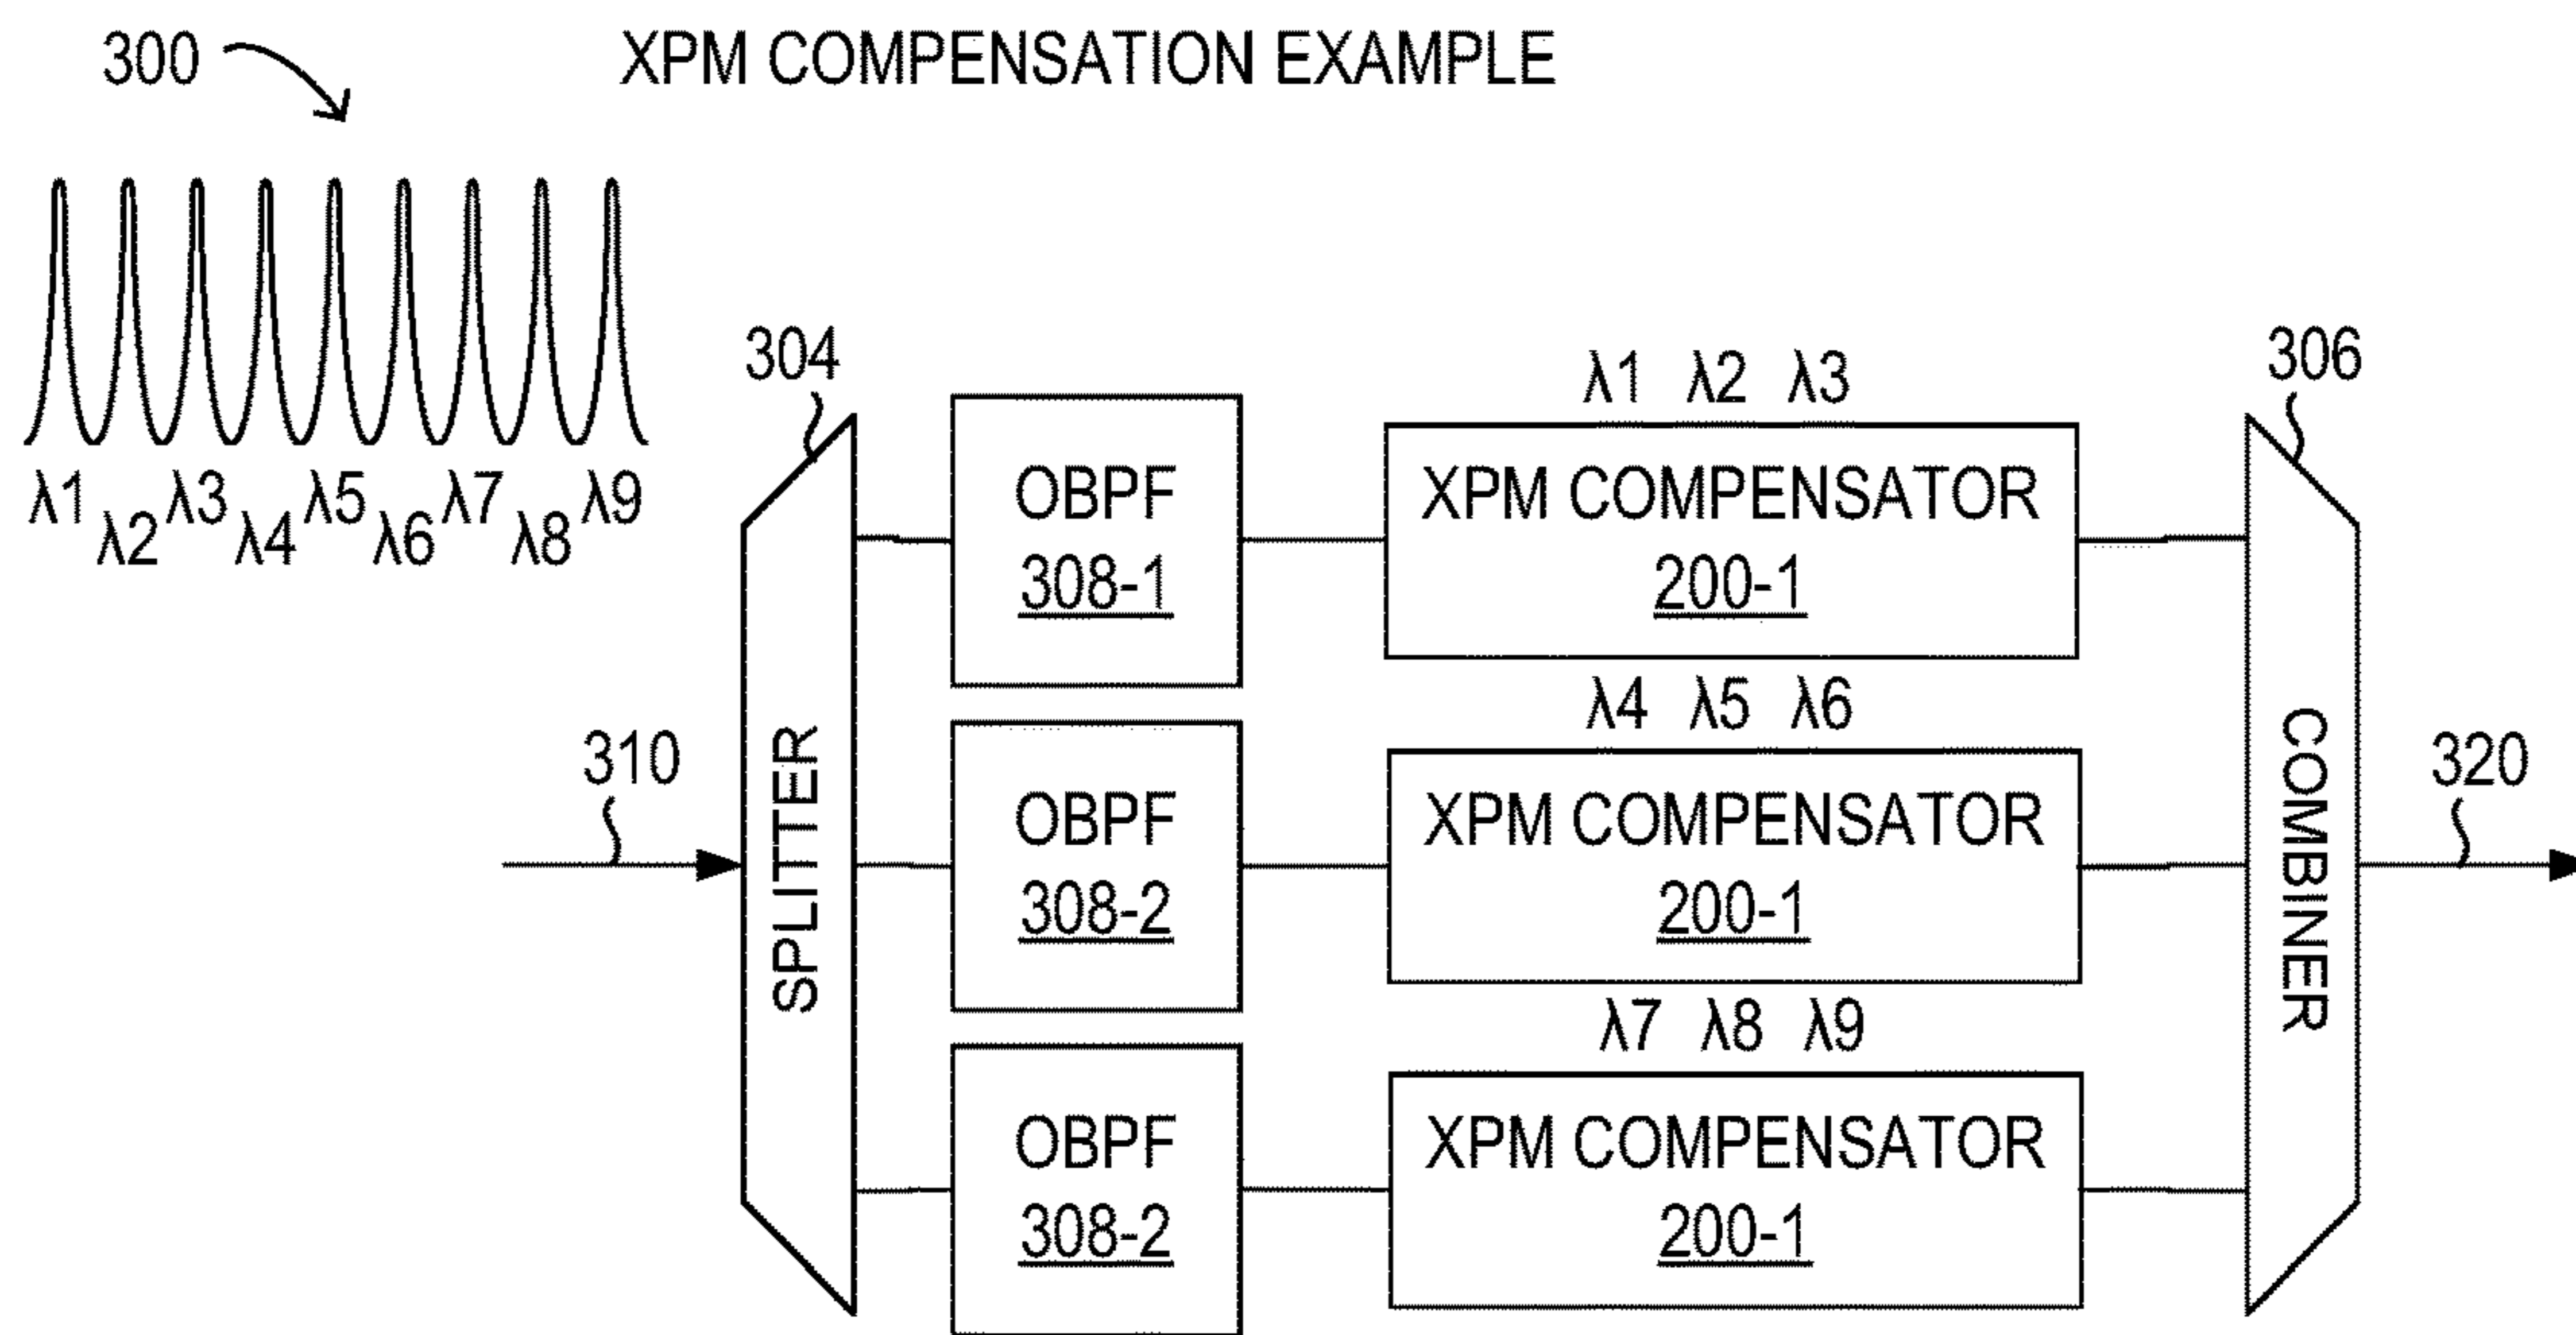 300
XPM COMPENSATION EXAMPLE
λ1 λ2 λ3 λ4 λ5 λ6 λ7 λ8 λ9
304
306
310
320
SPLITTER
OBPF
308-1
λ1 λ2 λ3
XPM COMPENSATOR
200-1
OBPF
308-2
λ4 λ5 λ6
XPM COMPENSATOR
200-1
OBPF
308-2
λ7 λ8 λ9
XPM COMPENSATOR
200-1
COMBINER